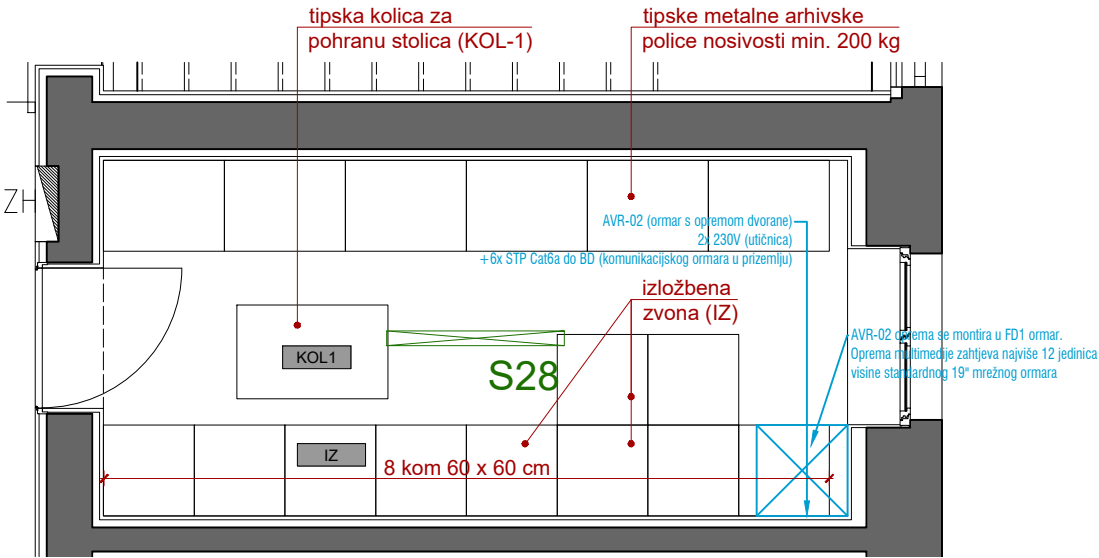 tipska kolica za
pohranu stolica (KOL-1)
tipske metalne arhivske
police nosivosti min. 200 kg
ZH
AVR-02 (ormar s opremom dvorane)
2x 230V (utičnica)
+6x STP Cat6a do BD (komunikacijskog ormara u prizemlju)
izložbena
zvona (IZ)
KOL1
S28
AVR-02 oprema se montira u FD1 ormar.
Oprema multimedije zahtjeva najviše 12 jedinica
visine standardnog 19" mrežnog ormara
IZ
8 kom 60 x 60 cm